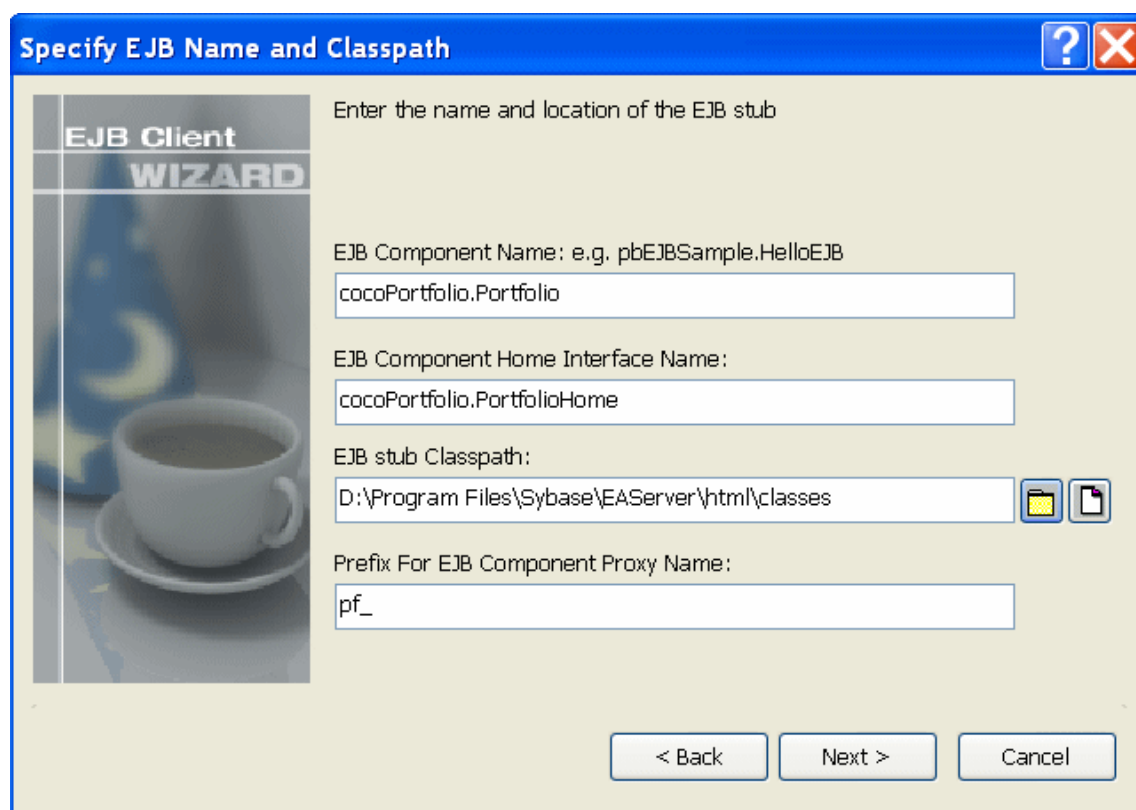 Specify EJB Name and Classpath
?
EJB Client
WIZARD
Enter the name and location of the EJB stub
EJB Component Name: e.g. pbEJBSample.HelloEJB
cocoPortfolio.Portfolio
EJB Component Home Interface Name:
cocoPortfolio.PortfolioHome
EJB stub Classpath:
D:\Program Files\Sybase\EAServer\html\classes
Prefix For EJB Component Proxy Name:
pf_
< Back
Next >
Cancel